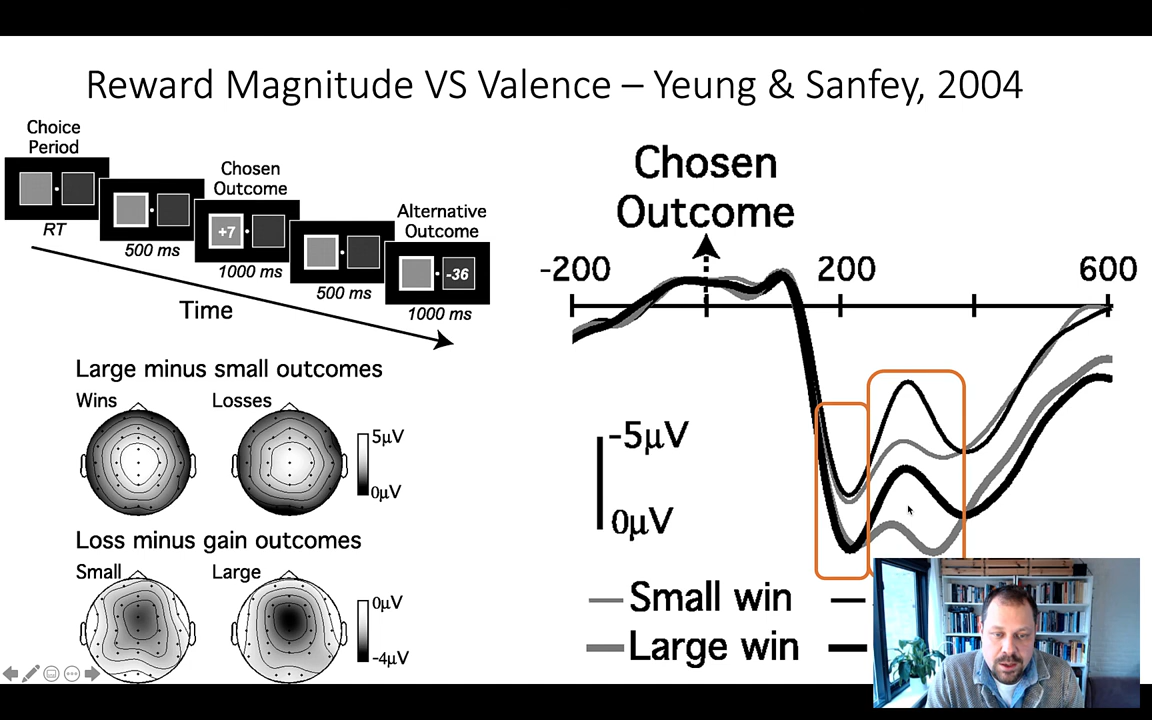 Reward Magnitude VS Valence – Yeung & Sanfey, 2004
Choice
Period
RT
500 ms
Chosen
Outcome
+7
1000 ms
500 ms
Alternative
Outcome
-36
1000 ms
Time
Large minus small outcomes
Wins
Losses
5μV
0μV
Loss minus gain outcomes
Small
Large
0μV
-4μV
Chosen
Outcome
-200
200
600
-5μV
0μV
Small win
Large win